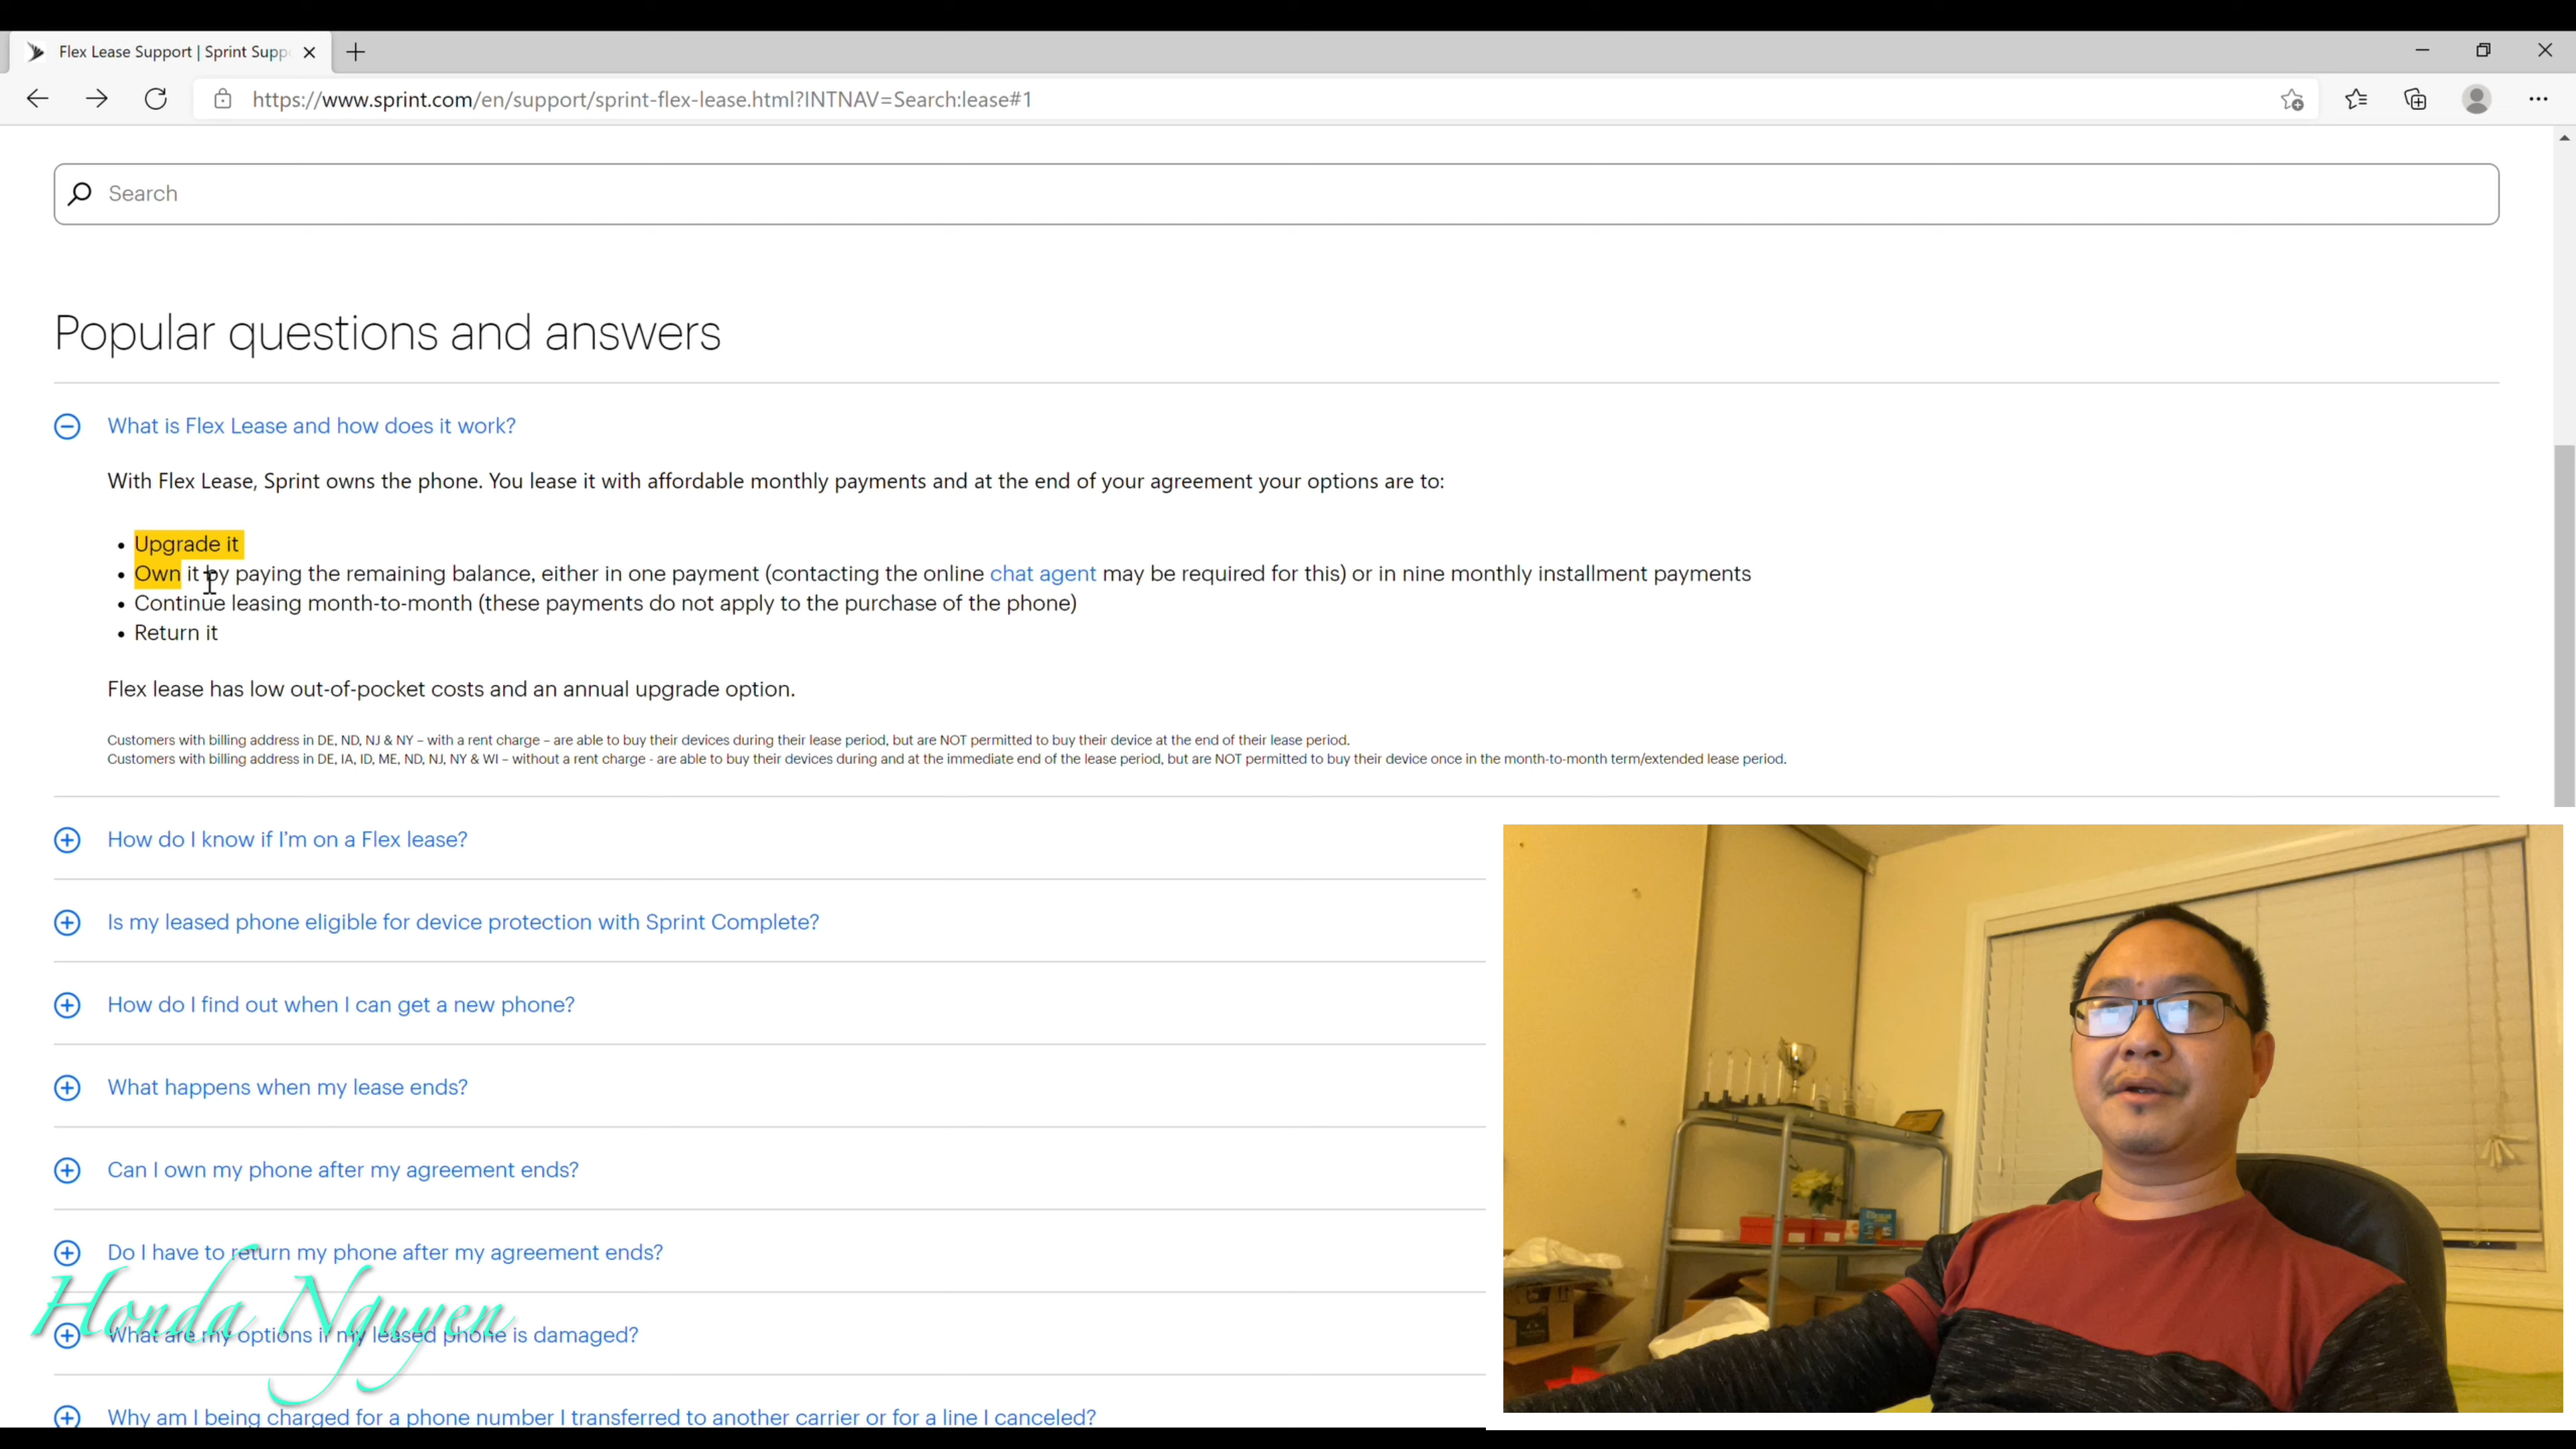 Flex Lease Support | Sprint Supp
https://www.sprint.com/en/support/sprint-flex-lease.html?INTNAV=Search:lease#1
Search
Popular questions and answers
What is Flex Lease and how does it work?
With Flex Lease, Sprint owns the phone. You lease it with affordable monthly payments and at the end of your agreement your options are to:
• Upgrade it
• Own it by paying the remaining balance, either in one payment (contacting the online chat agent may be required for this) or in nine monthly installment payments
• Continue leasing month-to-month (these payments do not apply to the purchase of the phone)
• Return it
Flex lease has low out-of-pocket costs and an annual upgrade option.
Customers with billing address in DE, ND, NJ & NY – with a rent charge – are able to buy their devices during their lease period, but are NOT permitted to buy their device at the end of their lease period.
Customers with billing address in DE, IA, ID, ME, ND, NJ, NY & WI – without a rent charge - are able to buy their devices during and at the immediate end of the lease period, but are NOT permitted to buy their device once in the month-to-month term/extended lease period.
How do I know if I'm on a Flex lease?
Is my leased phone eligible for device protection with Sprint Complete?
How do I find out when I can get a new phone?
What happens when my lease ends?
Can I own my phone after my agreement ends?
Do I have to return my phone after my agreement ends?
Honda Nguyen
What are my options if my leased phone is damaged?
Why am I being charged for a phone number I transferred to another carrier or for a line I canceled?